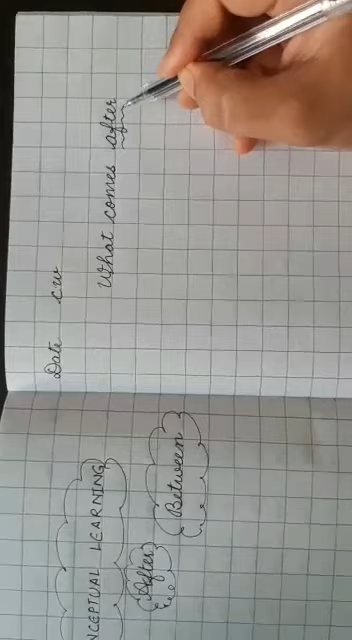 NCEPTUAL LEARNING
After
Between
Date cw
What comes after